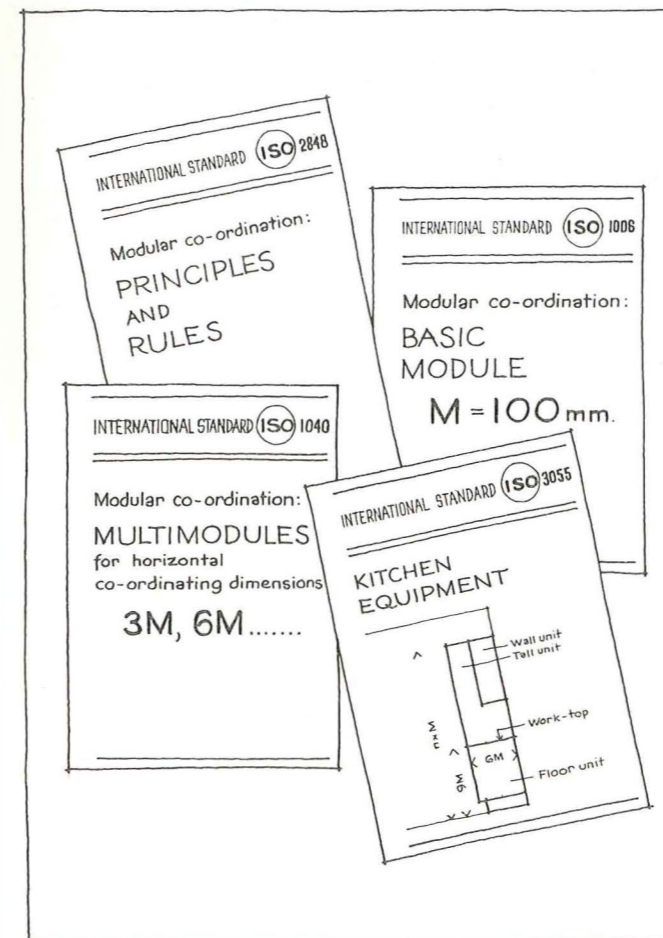 INTERNATIONAL STANDARD ISO 2848
Modular co-ordination:
PRINCIPLES
AND
RULES
INTERNATIONAL STANDARD ISO 1006
Modular co-ordination:
BASIC
MODULE
M = 100 mm.
INTERNATIONAL STANDARD ISO 1040
Modular co-ordination:
MULTIMODULES
for horizontal
co-ordinating dimensions
3M, 6M.......
INTERNATIONAL STANDARD ISO 3055
KITCHEN
EQUIPMENT
Wall unit
Tall unit
n×M
Work-top
6M
9M
Floor unit